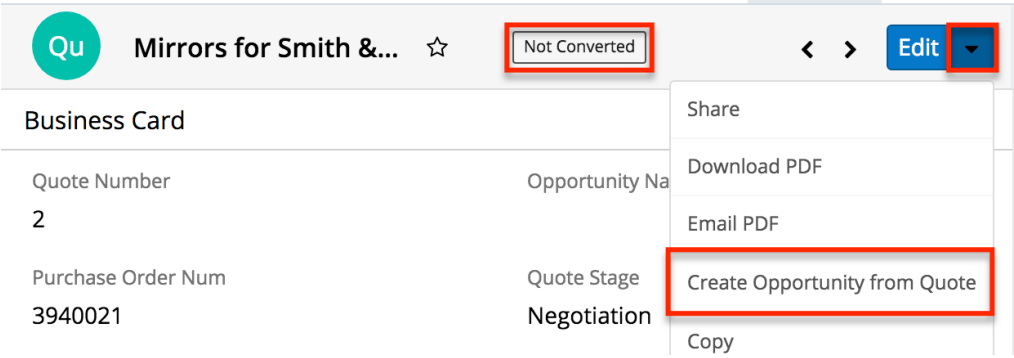 Qu Mirrors for Smith &... Not Converted Edit
Business Card
Share
Download PDF
Email PDF
Create Opportunity from Quote
Copy
Quote Number
2
Opportunity Na
Purchase Order Num
3940021
Quote Stage
Negotiation